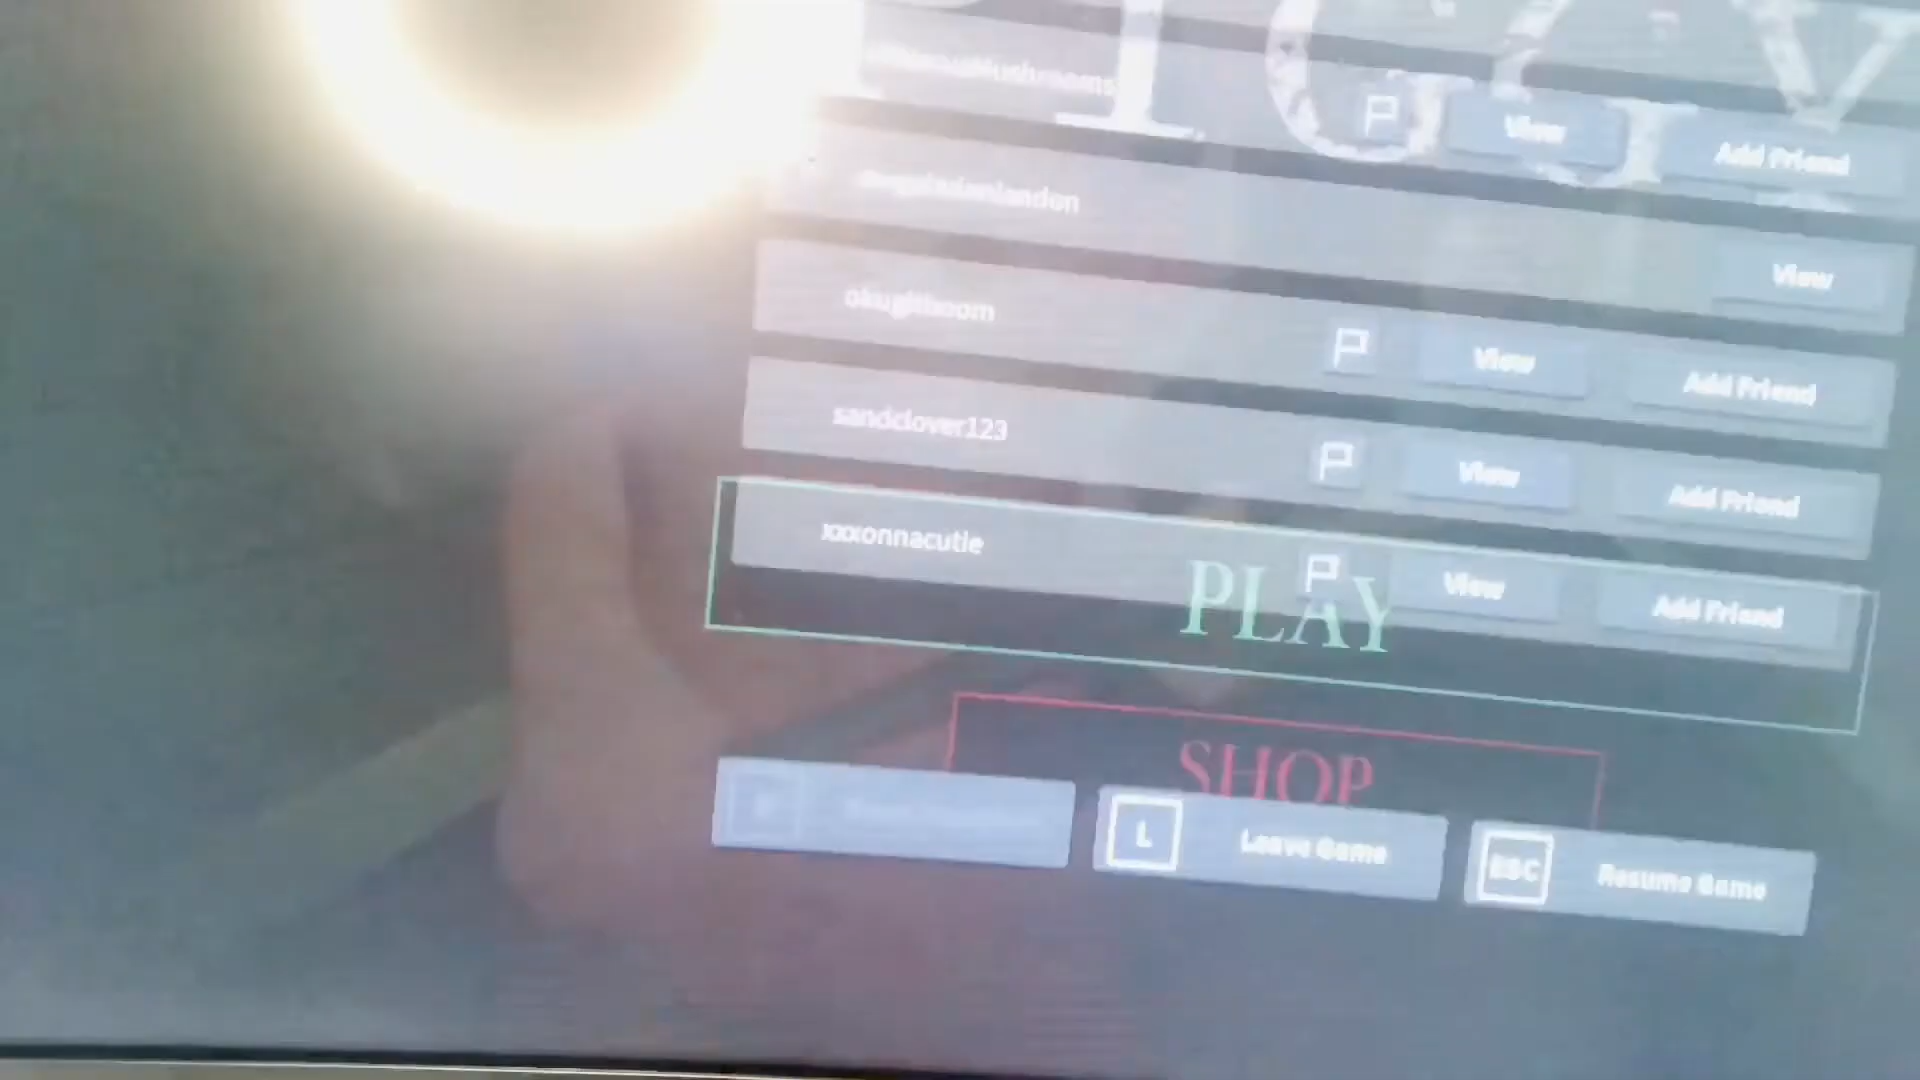 PIGGY
View
Add Friend
View
View
Add Friend
sandclover123
View
Add Friend
xxxonnacutie
View
Add Friend
PLAY
SHOP
L
Leave Game
ESC
Resume Game